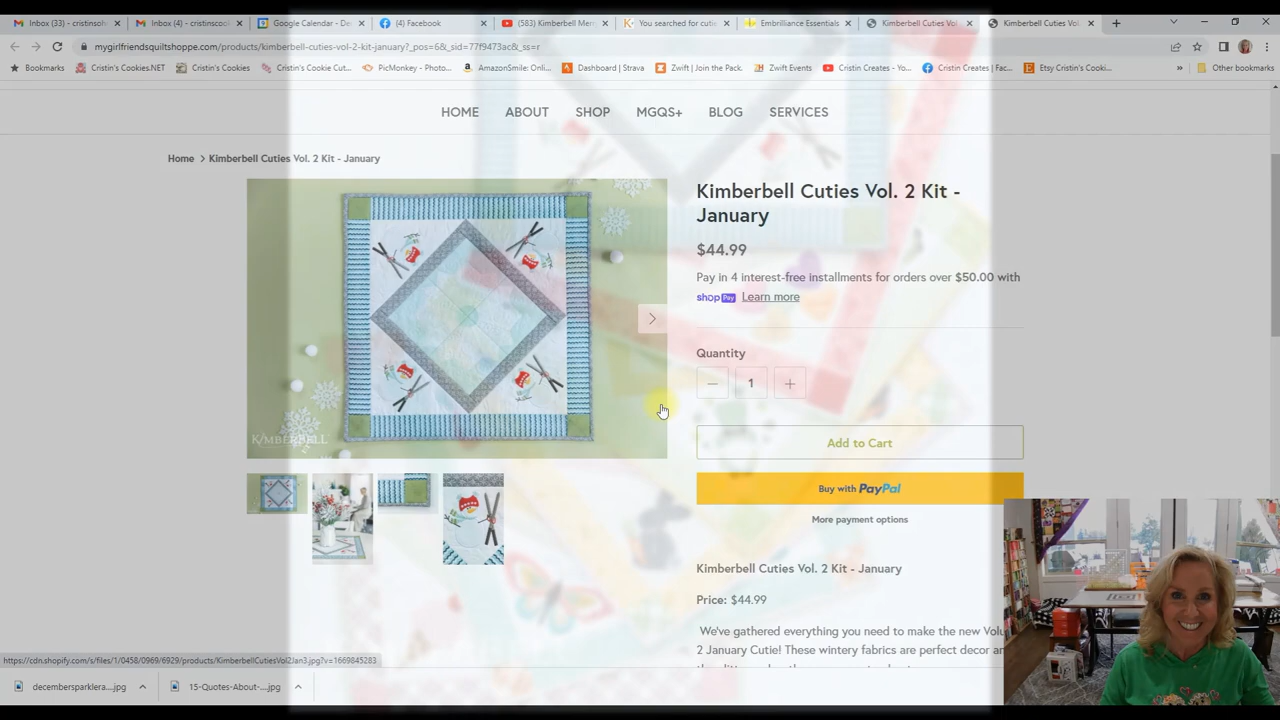 Inbox (33) - cristinsho
Inbox (4) - cristinscool
Google Calendar - De
(4) Facebook
(583) Kimberbell Merr
You searched for cutie
Embrilliance Essentials
Kimberbell Cuties Vol
Kimberbell Cuties Vol
mygirlfriendsquiltshoppe.com/products/kimberbell-cuties-vol-2-kit-january?_pos=6&_sid=77f9473ac&_ss=r
Bookmarks
Cristin's Cookies.NET
Cristin's Cookies
Cristin's Cookie Cut...
PicMonkey - Photo...
AmazonSmile: Onli...
Dashboard | Strava
Zwift | Join the Pack.
Zwift Events
Cristin Creates - Yo...
Cristin Creates | Fac...
Etsy Cristin's Cooki...
Other bookmarks
HOME ABOUT SHOP MGQS+ BLOG SERVICES
Home > Kimberbell Cuties Vol. 2 Kit - January
Kimberbell Cuties Vol. 2 Kit -
January
$44.99
Pay in 4 interest-free installments for orders over $50.00 with
shop Pay Learn more
Quantity
− 1 +
KIMBERBELL
Add to Cart
Buy with PayPal
More payment options
Kimberbell Cuties Vol. 2 Kit - January
Price: $44.99
We've gathered everything you need to make the new Volu
2 January Cutie! These wintery fabrics are perfect decor an
https://cdn.shopify.com/s/files/1/0458/0969/6929/products/KimberbellCutiesVol2Jan3.jpg?v=1669845283
decembersparklera....jpg
15-Quotes-About-....jpg